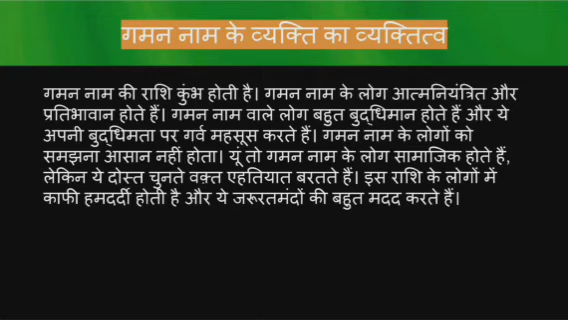 गमन नाम के व्यक्ति का व्यक्तित्व
गमन नाम की राशि कुंभ होती है। गमन नाम के लोग आत्मनियंत्रित और
प्रतिभावान होते हैं। गमन नाम वाले लोग बहुत बुद्धिमान होते हैं और ये
अपनी बुद्धिमता पर गर्व महसूस करते हैं। गमन नाम के लोगों को
समझना आसान नहीं होता। यूं तो गमन नाम के लोग सामाजिक होते हैं,
लेकिन ये दोस्त चुनते वक़्त एहतियात बरतते हैं। इस राशि के लोगों में
काफी हमदर्दी होती है और ये जरूरतमंदों की बहुत मदद करते हैं।